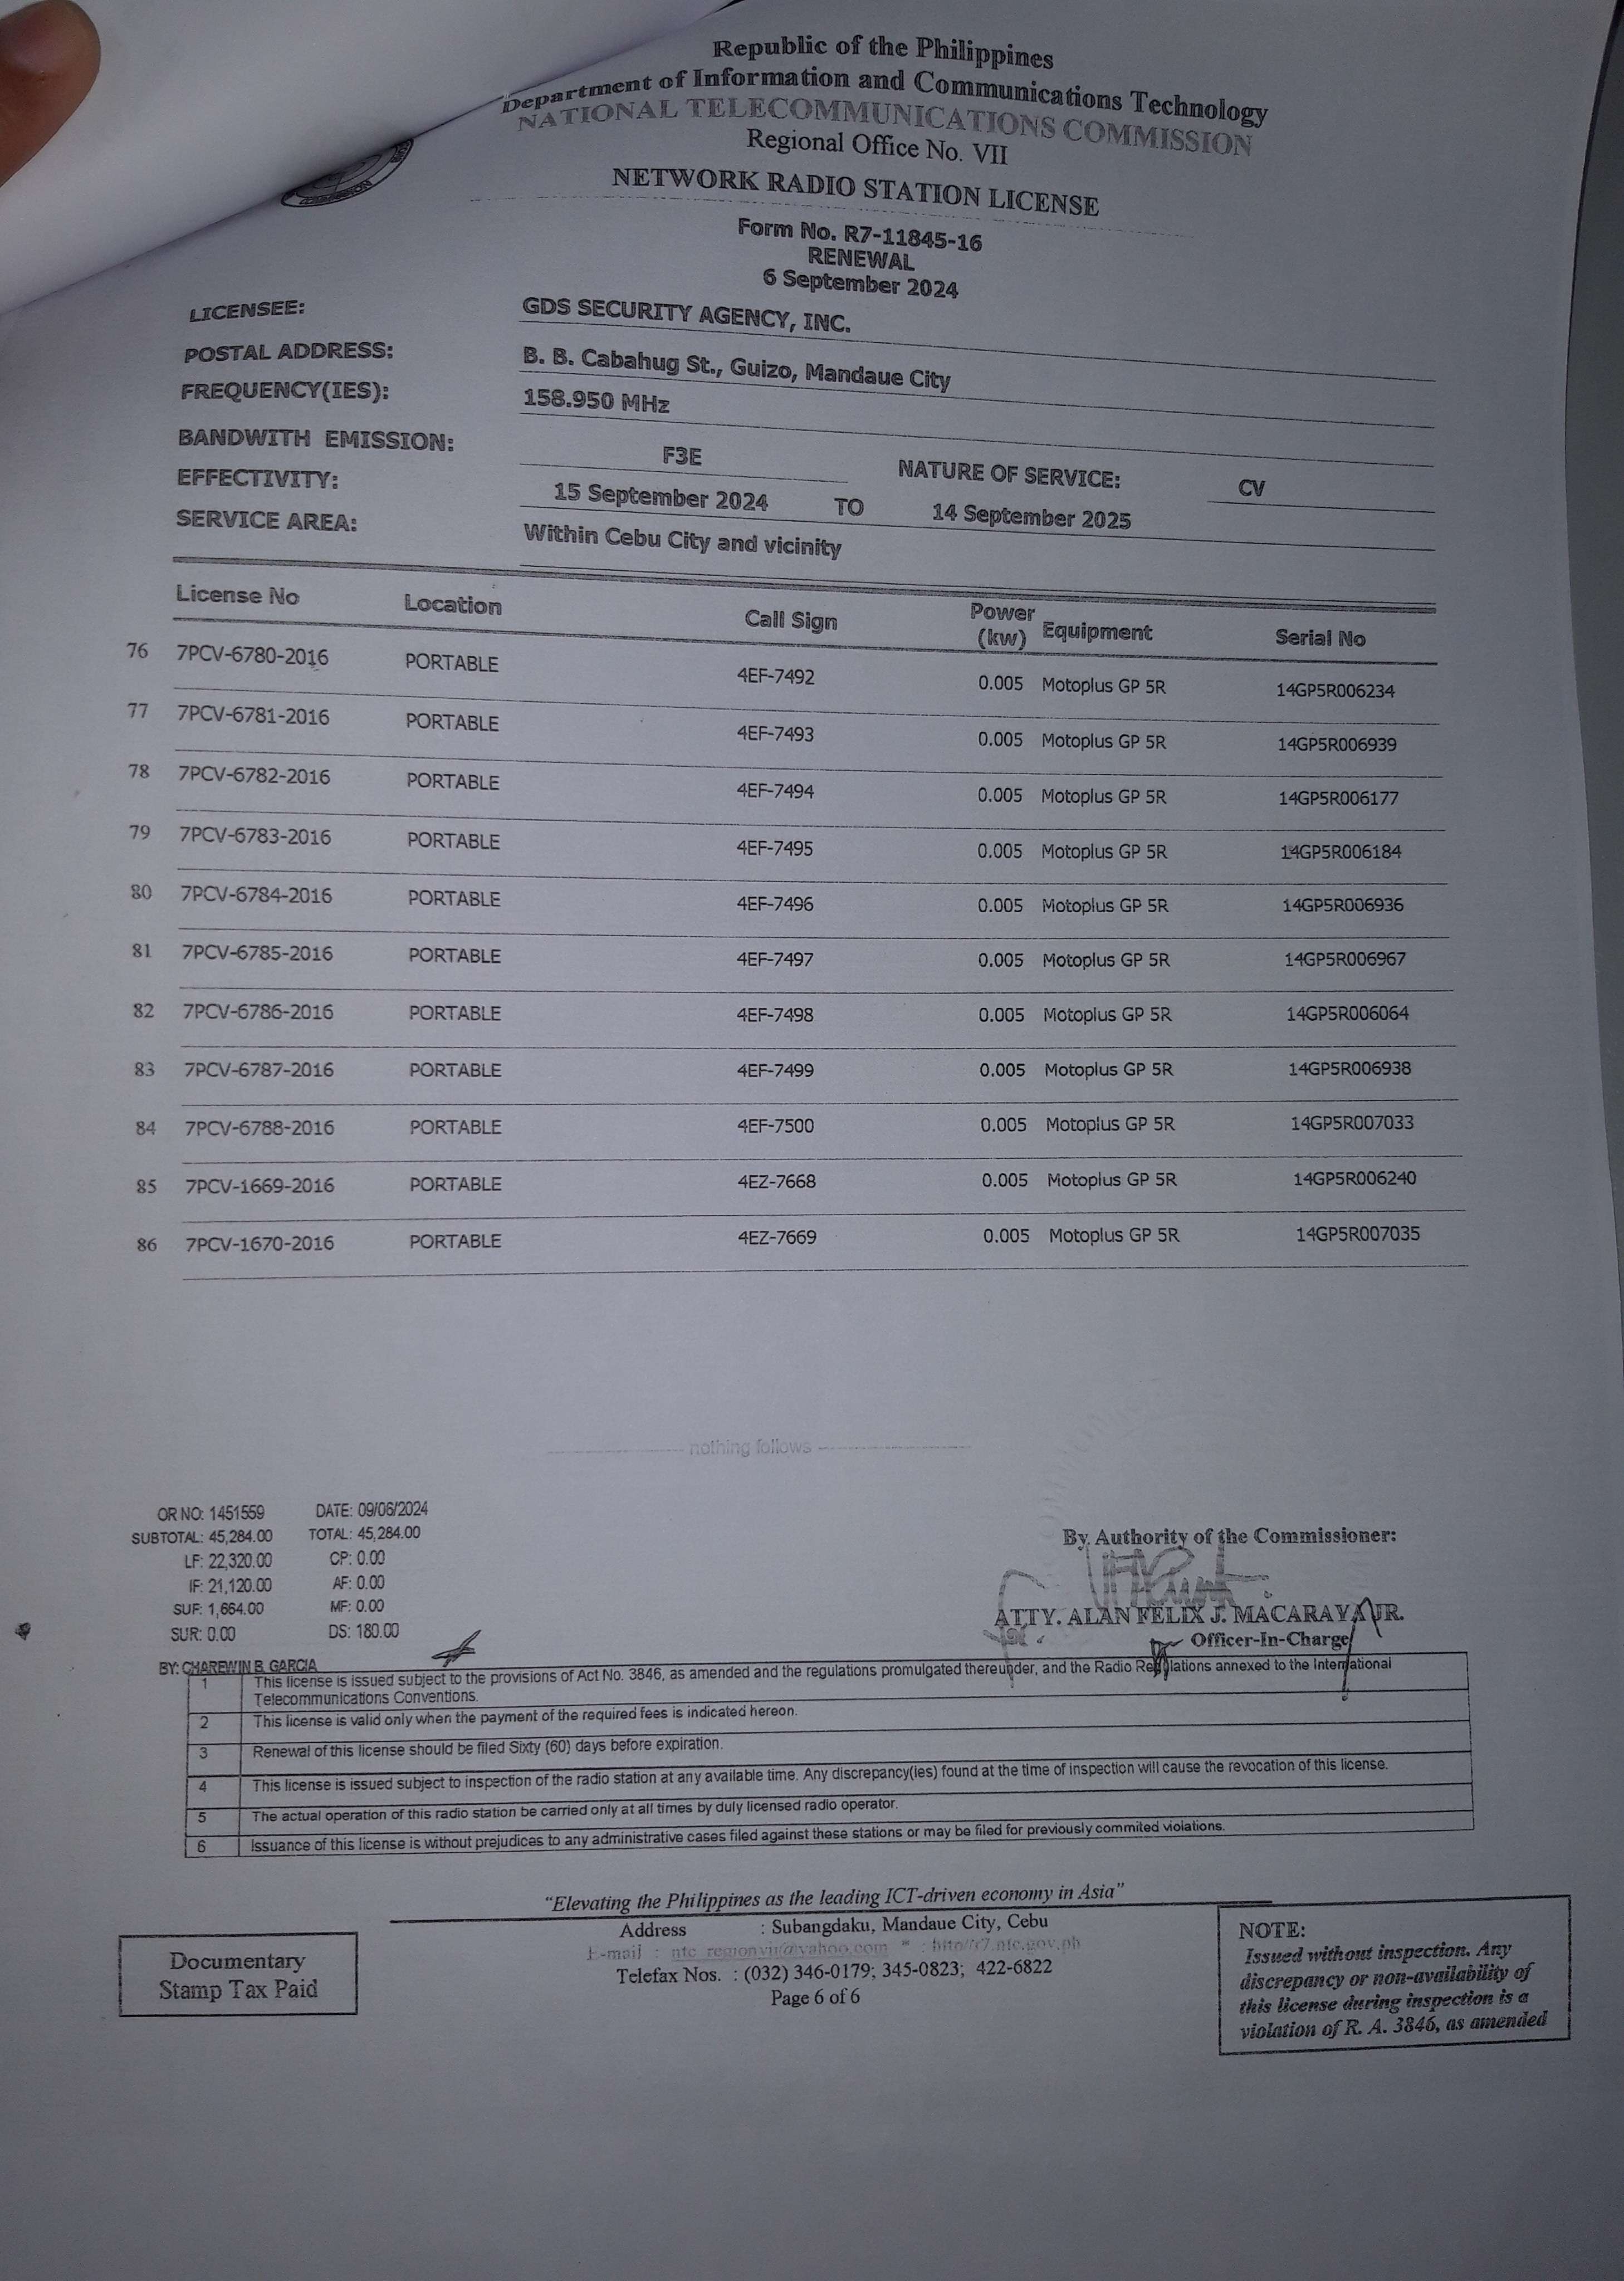 Republic of the Philippines
Department of Information and Communications Technology
NATIONAL TELECOMMUNICATIONS COMMISSION
Regional Office No. VII
NETWORK RADIO STATION LICENSE
Form No. R7-11845-16
RENEWAL
6 September 2024
LICENSEE: GDS SECURITY AGENCY, INC.
POSTAL ADDRESS: B. B. Cabahug St., Guizo, Mandaue City
FREQUENCY(IES): 158.950 MHz
BANDWITH EMISSION: F3E NATURE OF SERVICE: CV
EFFECTIVITY: 15 September 2024 TO 14 September 2025
SERVICE AREA: Within Cebu City and vicinity
License No Location Call Sign Power (kw) Equipment Serial No
76 7PCV-6780-2016 PORTABLE 4EF-7492 0.005 Motoplus GP 5R 14GP5R006234
77 7PCV-6781-2016 PORTABLE 4EF-7493 0.005 Motoplus GP 5R 14GP5R006939
78 7PCV-6782-2016 PORTABLE 4EF-7494 0.005 Motoplus GP 5R 14GP5R006177
79 7PCV-6783-2016 PORTABLE 4EF-7495 0.005 Motoplus GP 5R 14GP5R006184
80 7PCV-6784-2016 PORTABLE 4EF-7496 0.005 Motoplus GP 5R 14GP5R006936
81 7PCV-6785-2016 PORTABLE 4EF-7497 0.005 Motoplus GP 5R 14GP5R006967
82 7PCV-6786-2016 PORTABLE 4EF-7498 0.005 Motoplus GP 5R 14GP5R006064
83 7PCV-6787-2016 PORTABLE 4EF-7499 0.005 Motoplus GP 5R 14GP5R006938
84 7PCV-6788-2016 PORTABLE 4EF-7500 0.005 Motoplus GP 5R 14GP5R007033
85 7PCV-1669-2016 PORTABLE 4EZ-7668 0.005 Motoplus GP 5R 14GP5R006240
86 7PCV-1670-2016 PORTABLE 4EZ-7669 0.005 Motoplus GP 5R 14GP5R007035
nothing follows
OR NO: 1451559 DATE: 09/06/2024
SUBTOTAL: 45,284.00 TOTAL: 45,284.00
LF: 22,320.00 CP: 0.00
IF: 21,120.00 AF: 0.00
SUF: 1,664.00 MF: 0.00
SUR: 0.00 DS: 180.00
BY: CHAREWIN B. GARCIA
By Authority of the Commissioner:
ATTY. ALAN FELIX J. MACARAYA JR.
Officer-In-Charge
1 This license is issued subject to the provisions of Act No. 3846, as amended and the regulations promulgated thereunder, and the Radio Regulations annexed to the International
Telecommunications Conventions.
2 This license is valid only when the payment of the required fees is indicated hereon.
3 Renewal of this license should be filed Sixty (60) days before expiration.
4 This license is issued subject to inspection of the radio station at any available time. Any discrepancy(ies) found at the time of inspection will cause the revocation of this license.
5 The actual operation of this radio station be carried only at all times by duly licensed radio operator.
6 Issuance of this license is without prejudices to any administrative cases filed against these stations or may be filed for previously commited violations.
"Elevating the Philippines as the leading ICT-driven economy in Asia"
Address : Subangdaku, Mandaue City, Cebu
E-mail : ntc_regionvii@yahoo.com * : http//r7.ntc.gov.ph
Telefax Nos. : (032) 346-0179; 345-0823; 422-6822
Page 6 of 6
Documentary
Stamp Tax Paid
NOTE:
Issued without inspection. Any
discrepancy or non-availability of
this license during inspection is a
violation of R. A. 3846, as amended